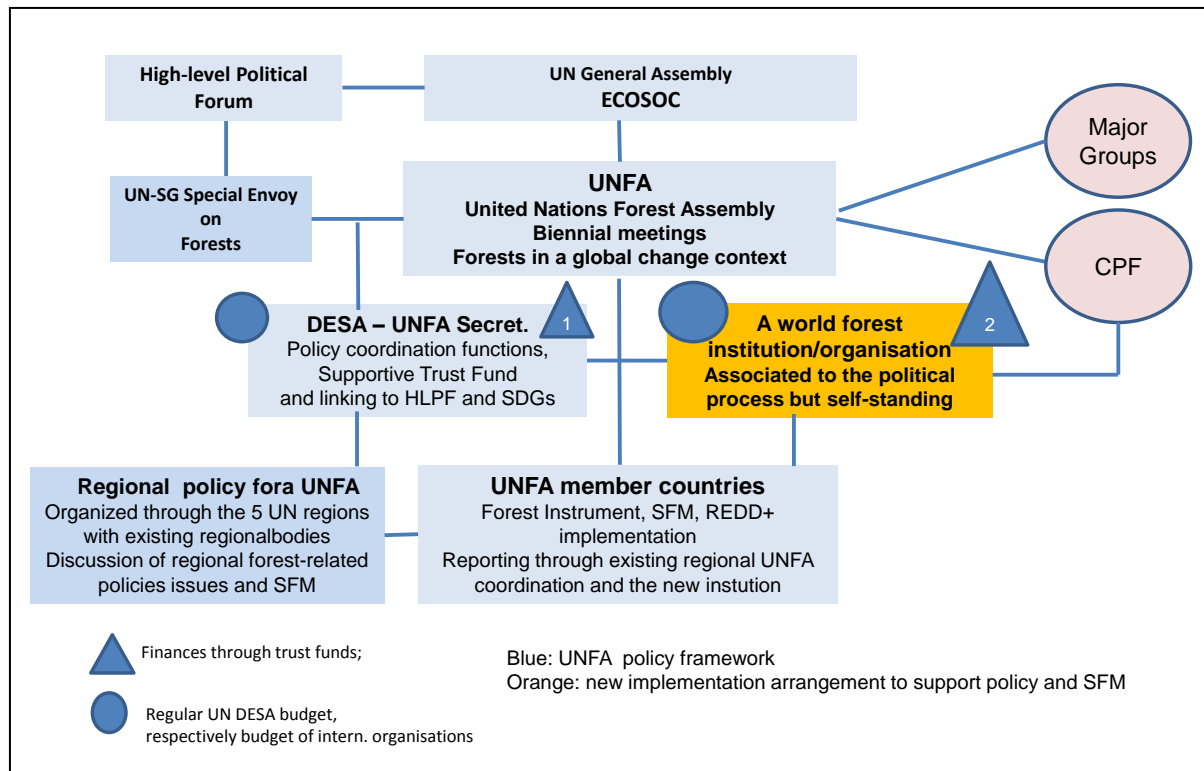 High-level Political
Forum
UN General Assembly
ECOSOC
Major
Groups
UN-SG Special Envoy
on
Forests
UNFA
United Nations Forest Assembly
Biennial meetings
Forests in a global change context
CPF
DESA – UNFA Secret.
Policy coordination functions,
Supportive Trust Fund
and linking to HLPF and SDGs
1
A world forest
institution/organisation
Associated to the political
process but self-standing
2
Regional policy fora UNFA
Organized through the 5 UN regions
with existing regionalbodies
Discussion of regional forest-related
policies issues and SFM
UNFA member countries
Forest Instrument, SFM, REDD+
implementation
Reporting through existing regional UNFA
coordination and the new instution
Finances through trust funds;
Regular UN DESA budget,
respectively budget of intern. organisations
Blue: UNFA policy framework
Orange: new implementation arrangement to support policy and SFM